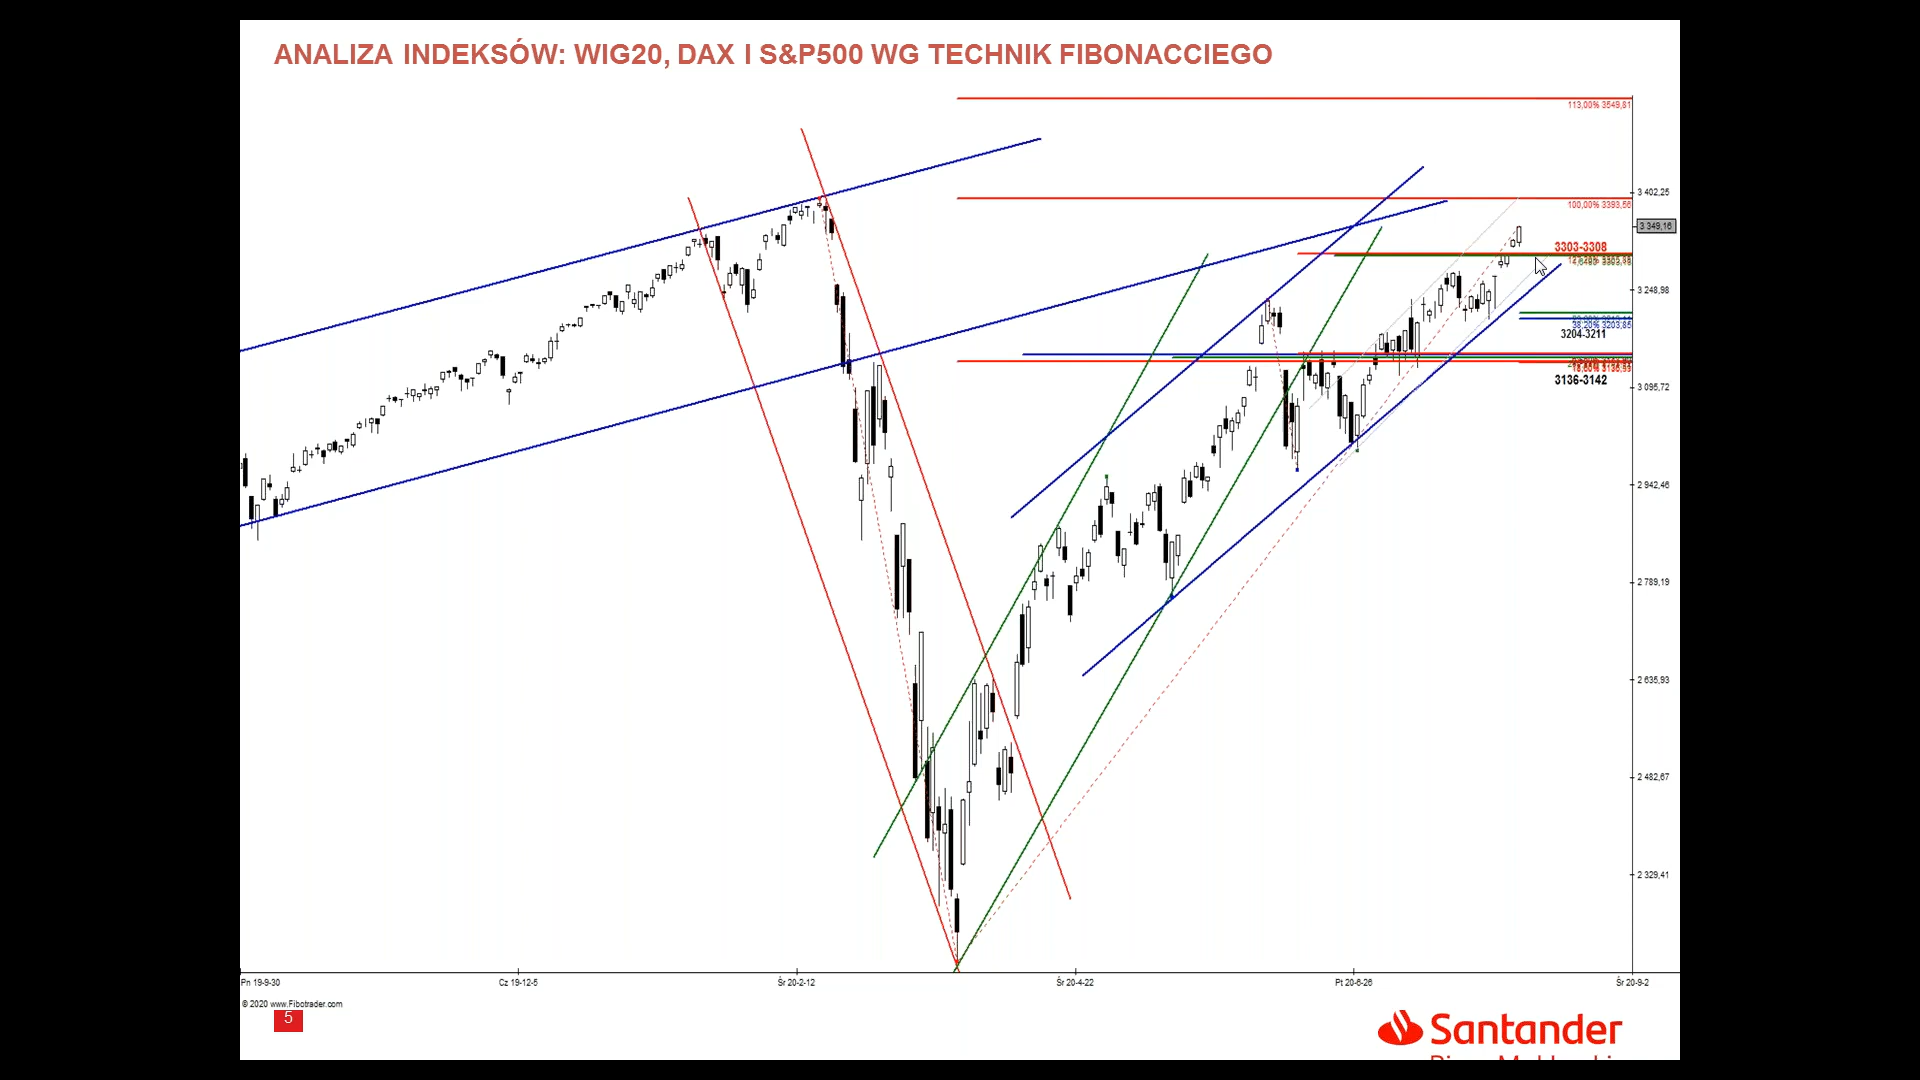 ANALIZA INDEKSÓW: WIG20, DAX I S&P500 WG TECHNIK FIBONACCIEGO
113,00% 3549,81
3 402,25
100,00% 3393,56
3 349,16
3303-3308
3 248,98
38,20% 3203,85
3204-3211
3136-3142
3 095,72
2 942,46
2 789,19
2 635,93
2 482,67
2 329,41
Pn 19-9-30
Cz 19-12-5
Śr 20-2-12
Śr 20-4-22
Pt 20-6-26
Śr 20-9-2
© 2020 www.Fibotrader.com
5
Santander